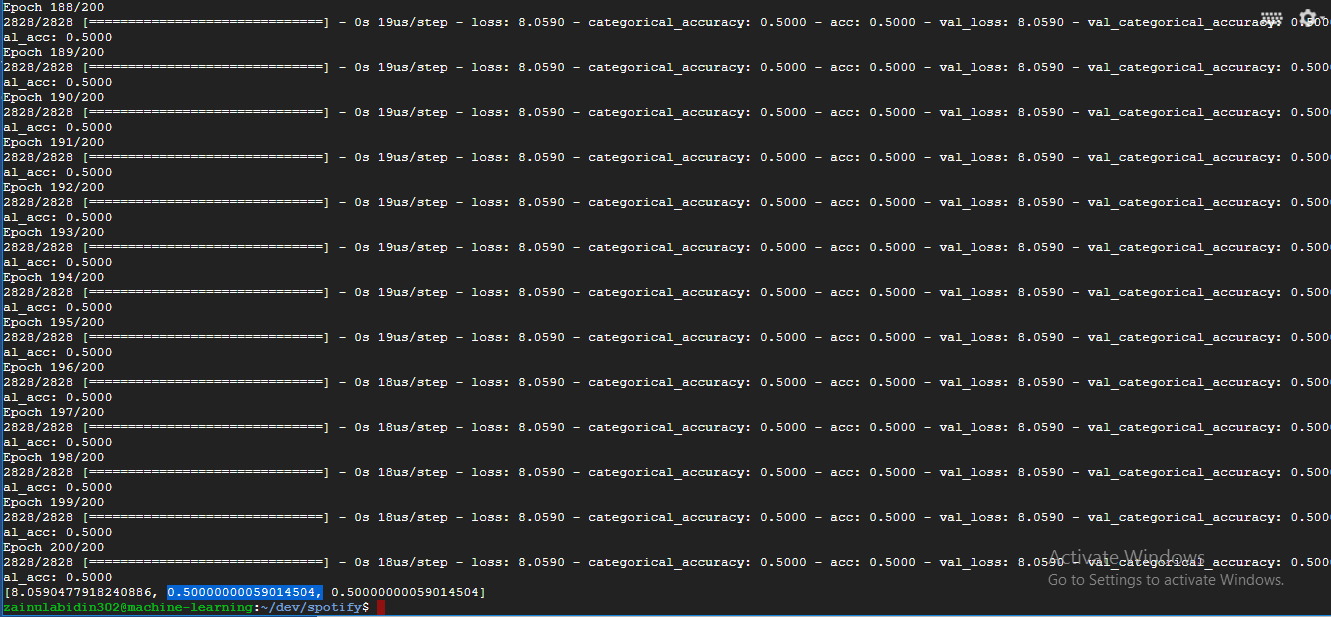 Epoch 188/200
2828/2828 [==============================] - 0s 19us/step - loss: 8.0590 - categorical_accuracy: 0.5000 - acc: 0.5000 - val_loss: 8.0590 - val_categorical_accuracy: 0.5000
al_acc: 0.5000
Epoch 189/200
2828/2828 [==============================] - 0s 19us/step - loss: 8.0590 - categorical_accuracy: 0.5000 - acc: 0.5000 - val_loss: 8.0590 - val_categorical_accuracy: 0.5000
al_acc: 0.5000
Epoch 190/200
2828/2828 [==============================] - 0s 19us/step - loss: 8.0590 - categorical_accuracy: 0.5000 - acc: 0.5000 - val_loss: 8.0590 - val_categorical_accuracy: 0.5000
al_acc: 0.5000
Epoch 191/200
2828/2828 [==============================] - 0s 19us/step - loss: 8.0590 - categorical_accuracy: 0.5000 - acc: 0.5000 - val_loss: 8.0590 - val_categorical_accuracy: 0.5000
al_acc: 0.5000
Epoch 192/200
2828/2828 [==============================] - 0s 19us/step - loss: 8.0590 - categorical_accuracy: 0.5000 - acc: 0.5000 - val_loss: 8.0590 - val_categorical_accuracy: 0.5000
al_acc: 0.5000
Epoch 193/200
2828/2828 [==============================] - 0s 19us/step - loss: 8.0590 - categorical_accuracy: 0.5000 - acc: 0.5000 - val_loss: 8.0590 - val_categorical_accuracy: 0.5000
al_acc: 0.5000
Epoch 194/200
2828/2828 [==============================] - 0s 19us/step - loss: 8.0590 - categorical_accuracy: 0.5000 - acc: 0.5000 - val_loss: 8.0590 - val_categorical_accuracy: 0.5000
al_acc: 0.5000
Epoch 195/200
2828/2828 [==============================] - 0s 19us/step - loss: 8.0590 - categorical_accuracy: 0.5000 - acc: 0.5000 - val_loss: 8.0590 - val_categorical_accuracy: 0.5000
al_acc: 0.5000
Epoch 196/200
2828/2828 [==============================] - 0s 18us/step - loss: 8.0590 - categorical_accuracy: 0.5000 - acc: 0.5000 - val_loss: 8.0590 - val_categorical_accuracy: 0.5000
al_acc: 0.5000
Epoch 197/200
2828/2828 [==============================] - 0s 18us/step - loss: 8.0590 - categorical_accuracy: 0.5000 - acc: 0.5000 - val_loss: 8.0590 - val_categorical_accuracy: 0.5000
al_acc: 0.5000
Epoch 198/200
2828/2828 [==============================] - 0s 18us/step - loss: 8.0590 - categorical_accuracy: 0.5000 - acc: 0.5000 - val_loss: 8.0590 - val_categorical_accuracy: 0.5000
al_acc: 0.5000
Epoch 199/200
2828/2828 [==============================] - 0s 18us/step - loss: 8.0590 - categorical_accuracy: 0.5000 - acc: 0.5000 - val_loss: 8.0590 - val_categorical_accuracy: 0.5000
al_acc: 0.5000
Epoch 200/200
2828/2828 [==============================] - 0s 18us/step - loss: 8.0590 - categorical_accuracy: 0.5000 - acc: 0.5000 - val_loss: 8.0590 - val_categorical_accuracy: 0.5000
al_acc: 0.5000
[8.0590477918240886, 0.50000000059014504, 0.50000000059014504]
zainulabidin302@machine-learning:~/dev/spotify$
Activate Windows
Go to Settings to activate Windows.